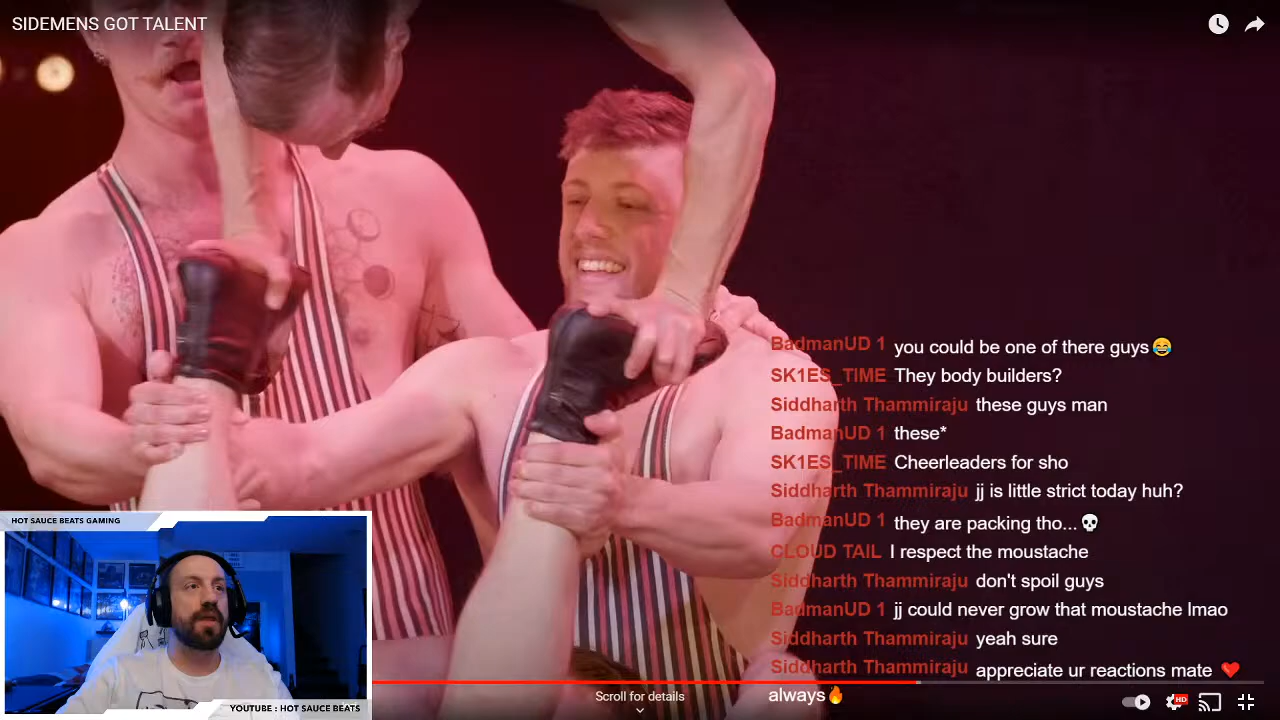 SIDEMENS GOT TALENT
BadmanUD 1 you could be one of there guys😂
SK1ES_TIME They body builders?
Siddharth Thammiraju these guys man
BadmanUD 1 these*
SK1ES_TIME Cheerleaders for sho
Siddharth Thammiraju jj is little strict today huh?
BadmanUD 1 they are packing tho...💀
CLOUD TAIL I respect the moustache
Siddharth Thammiraju don't spoil guys
BadmanUD 1 jj could never grow that moustache lmao
Siddharth Thammiraju yeah sure
Siddharth Thammiraju appreciate ur reactions mate ❤️
always🔥
HOT SAUCE BEATS GAMING
YOUTUBE : HOT SAUCE BEATS
Scroll for details
HD